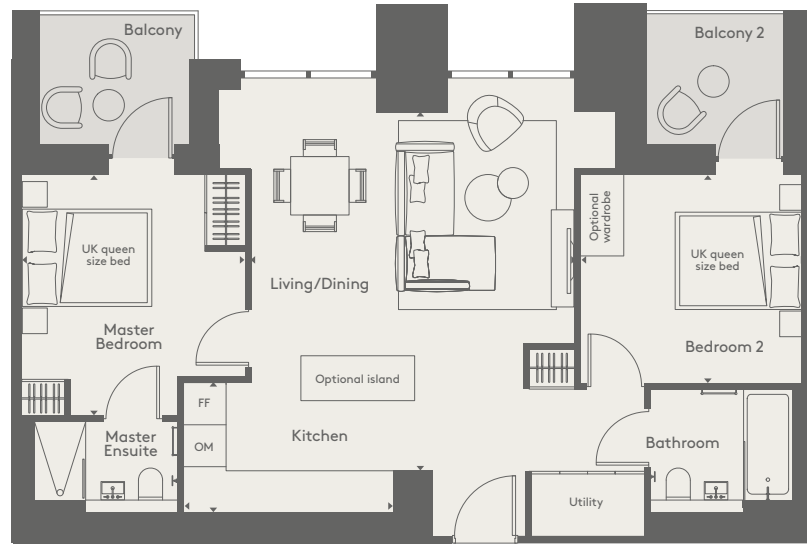 Balcony
Balcony 2
Optional
wardrobe
UK queen
size bed
UK queen
size bed
Living/Dining
Master
Bedroom
Bedroom 2
Optional island
FF
Kitchen
OM
Master
Ensuite
Bathroom
Utility